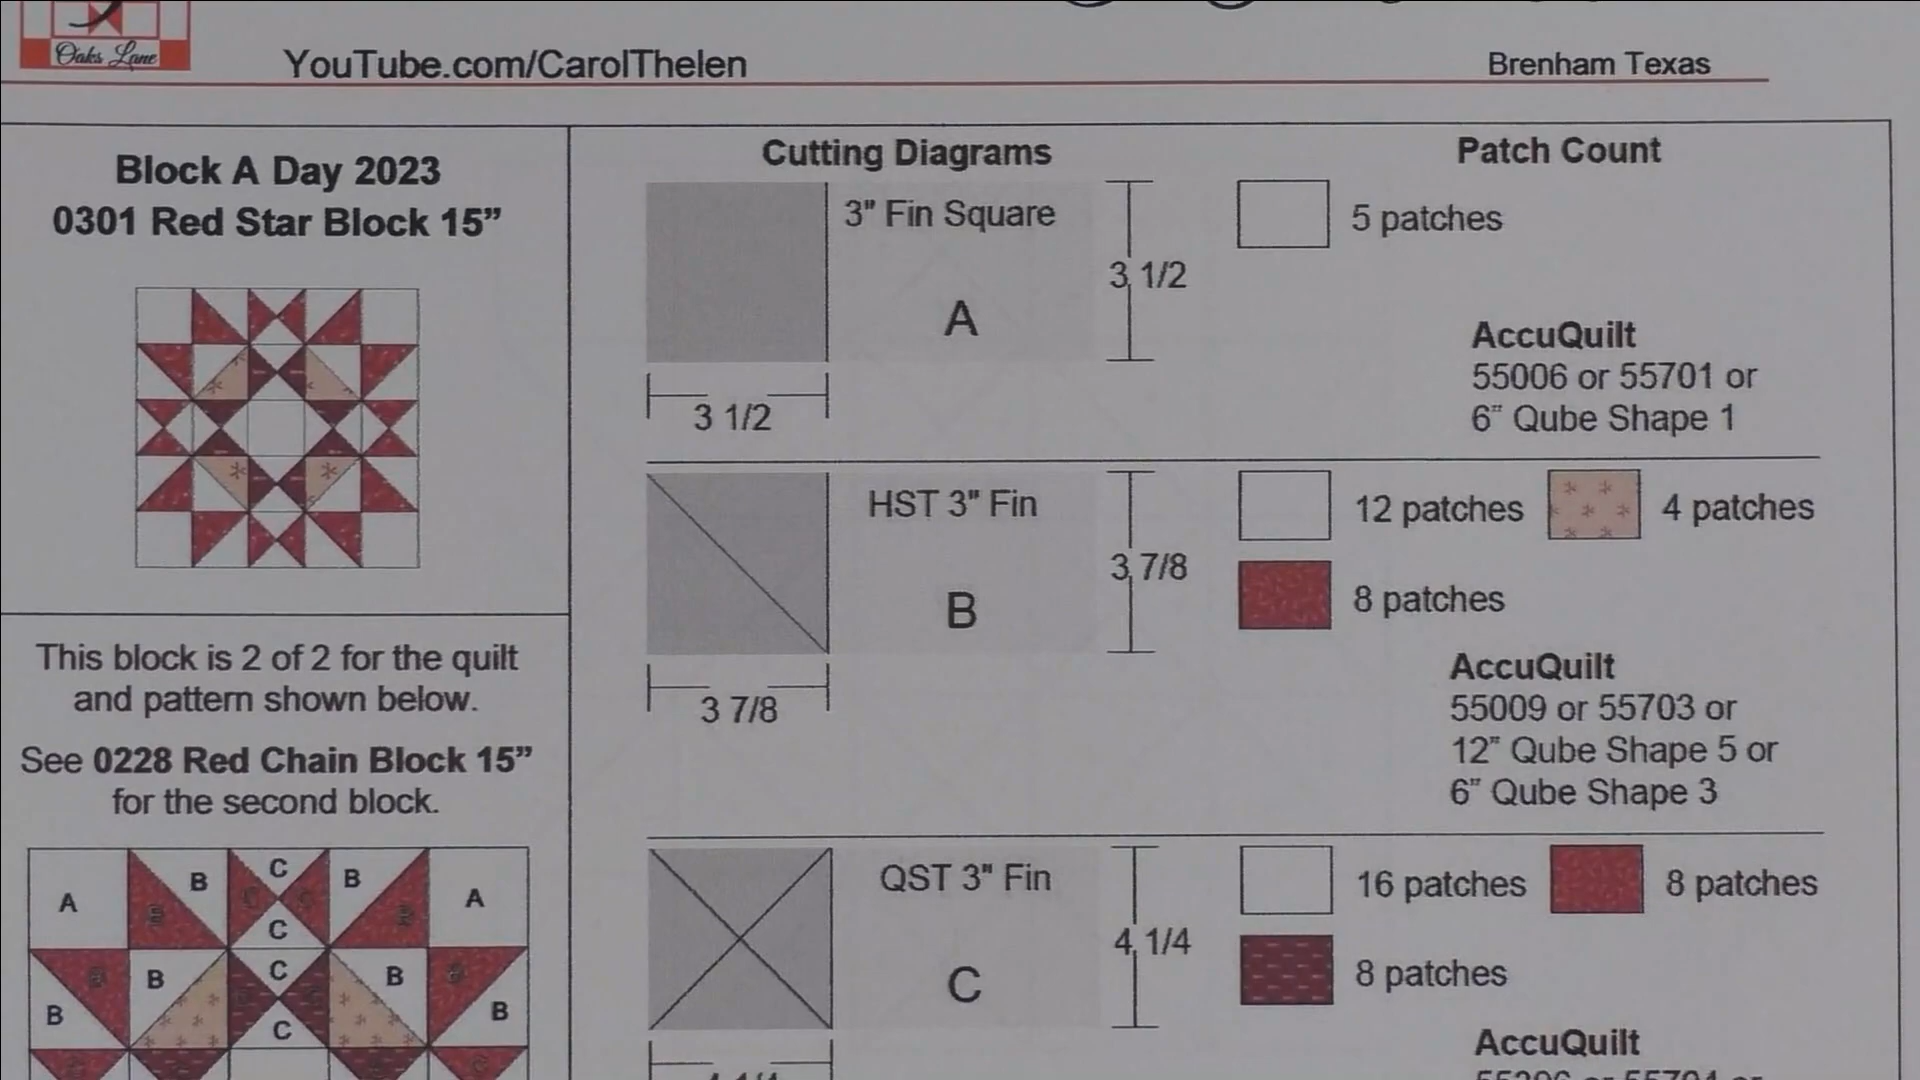 Oaks Lane
YouTube.com/CarolThelen
Brenham Texas
Block A Day 2023
0301 Red Star Block 15”
This block is 2 of 2 for the quilt
and pattern shown below.
See 0228 Red Chain Block 15”
for the second block.
A
B
C
B
A
C
B
C
B
B
C
B
Cutting Diagrams
Patch Count
3" Fin Square
A
3 1/2
3 1/2
5 patches
AccuQuilt
55006 or 55701 or
6” Qube Shape 1
HST 3" Fin
B
3 7/8
3 7/8
12 patches
4 patches
8 patches
AccuQuilt
55009 or 55703 or
12” Qube Shape 5 or
6” Qube Shape 3
QST 3" Fin
C
4 1/4
16 patches
8 patches
8 patches
AccuQuilt